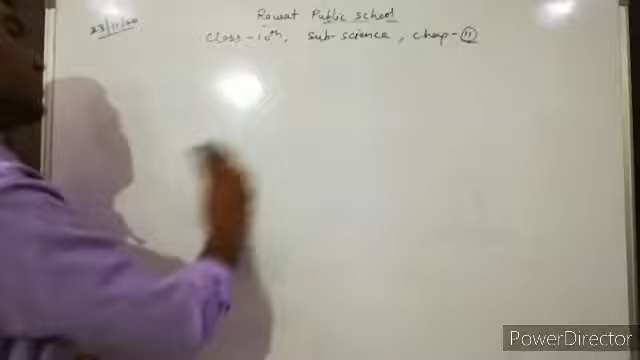 Rawat Public school
23/11/20
Class-10th, sub-science, chap-11
PowerDirector